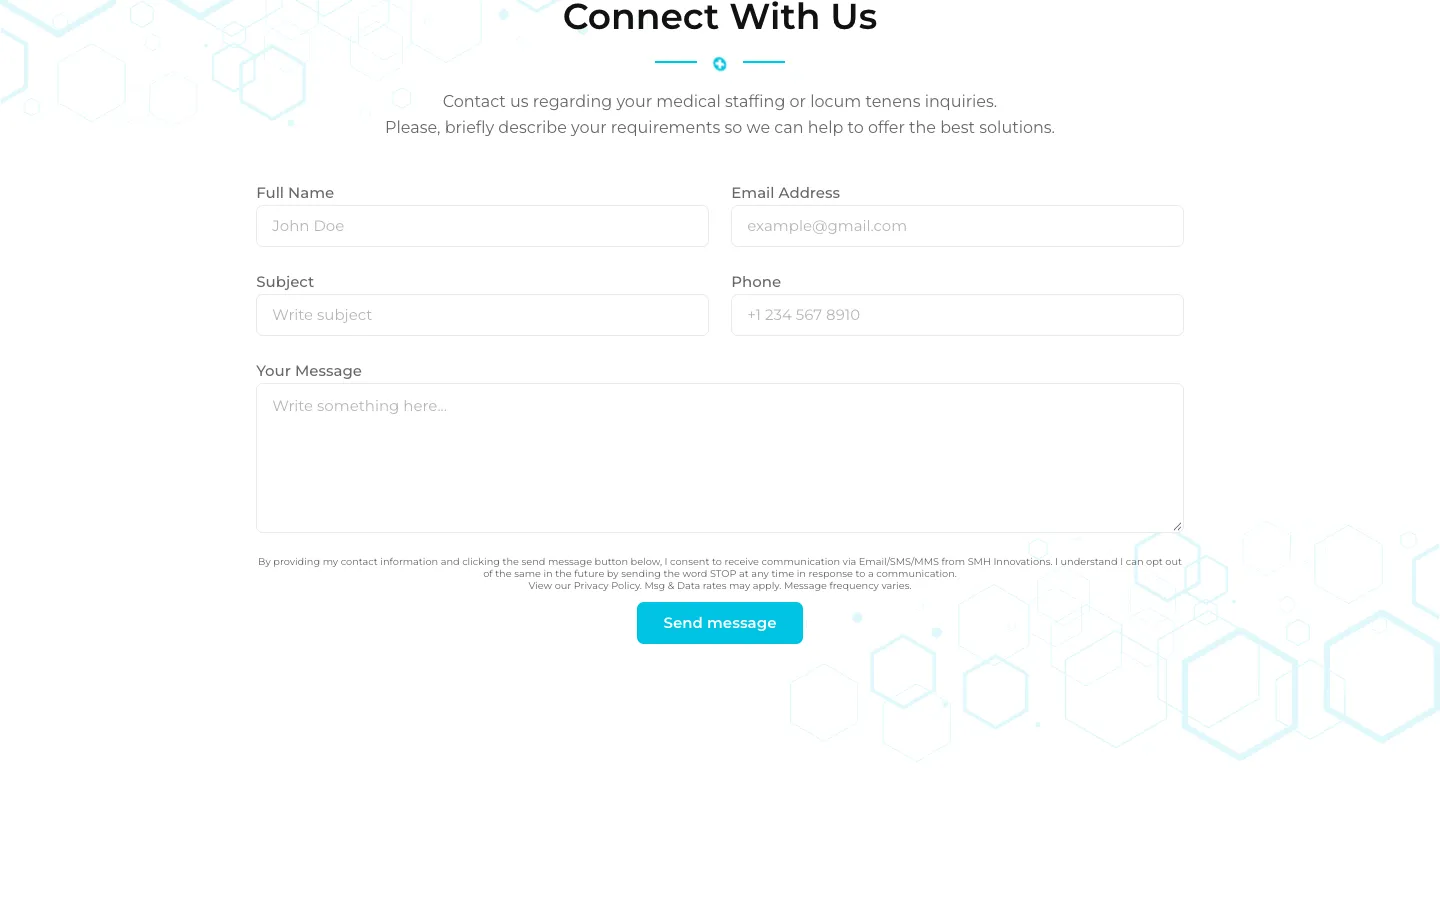 Connect With Us
Contact us regarding your medical staffing or locum tenens inquiries.
Please, briefly describe your requirements so we can help to offer the best solutions.
Full Name
Email Address
John Doe
example@gmail.com
Subject
Phone
Write subject
+1 234 567 8910
Your Message
Write something here...
By providing my contact information and clicking the send message button below, I consent to receive communication via Email/SMS/MMS from SMH Innovations. I understand I can opt out
of the same in the future by sending the word STOP at any time in response to a communication.
View our Privacy Policy. Msg & Data rates may apply. Message frequency varies.
Send message